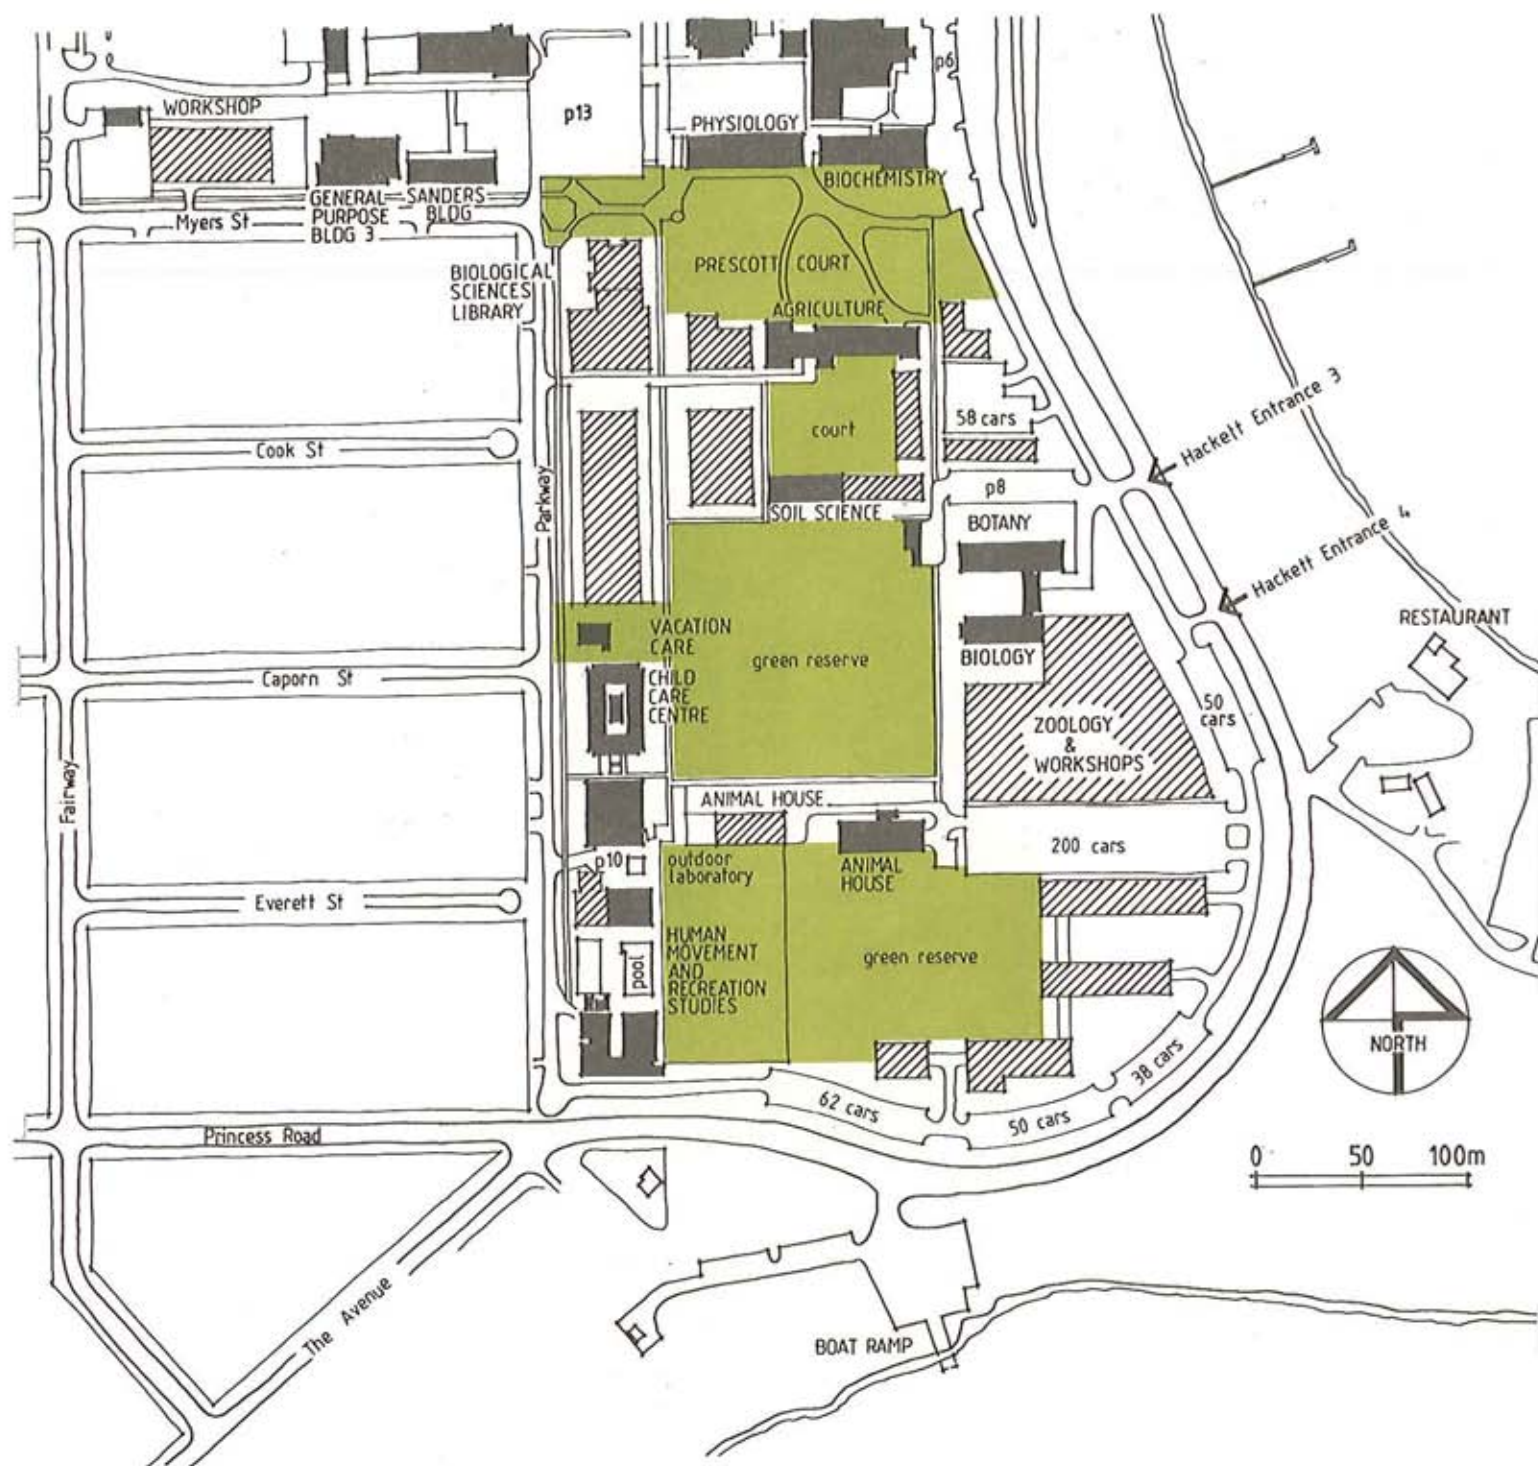 p6
WORKSHOP
p13
PHYSIOLOGY
BIOCHEMISTRY
GENERAL
PURPOSE
BLDG 3
SANDERS
BLDG
Myers St
BIOLOGICAL
SCIENCES
LIBRARY
PRESCOTT COURT
AGRICULTURE
58 cars
court
Cook St
Hackett Entrance 3
Parkway
p8
SOIL SCIENCE
BOTANY
Hackett Entrance 4
RESTAURANT
VACATION
CARE
green reserve
BIOLOGY
Caporn St
CHILD
CARE
CENTRE
50
cars
ZOOLOGY
&
WORKSHOPS
Fairway
ANIMAL HOUSE
200 cars
p10
outdoor
laboratory
ANIMAL
HOUSE
Everett St
HUMAN
MOVEMENT
AND
RECREATION
STUDIES
pool
green reserve
NORTH
38 cars
62 cars
50 cars
Princess Road
0 50 100m
The Avenue
BOAT RAMP